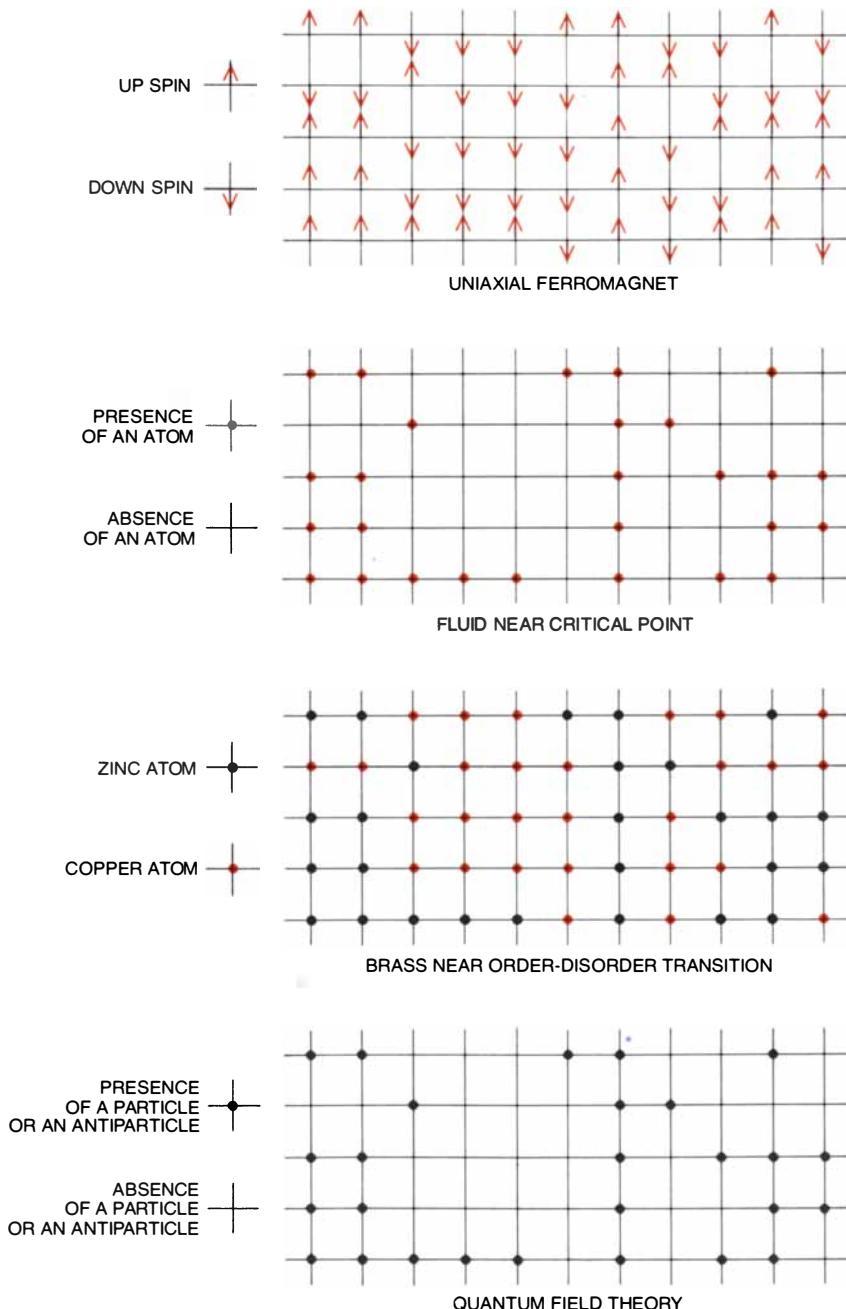 UP SPIN
DOWN SPIN
UNIAXIAL FERROMAGNET
PRESENCE
OF AN ATOM
ABSENCE
OF AN ATOM
FLUID NEAR CRITICAL POINT
ZINC ATOM
COPPER ATOM
BRASS NEAR ORDER-DISORDER TRANSITION
PRESENCE
OF A PARTICLE
OR AN ANTIPARTICLE
ABSENCE
OF A PARTICLE
OR AN ANTIPARTICLE
QUANTUM FIELD THEORY